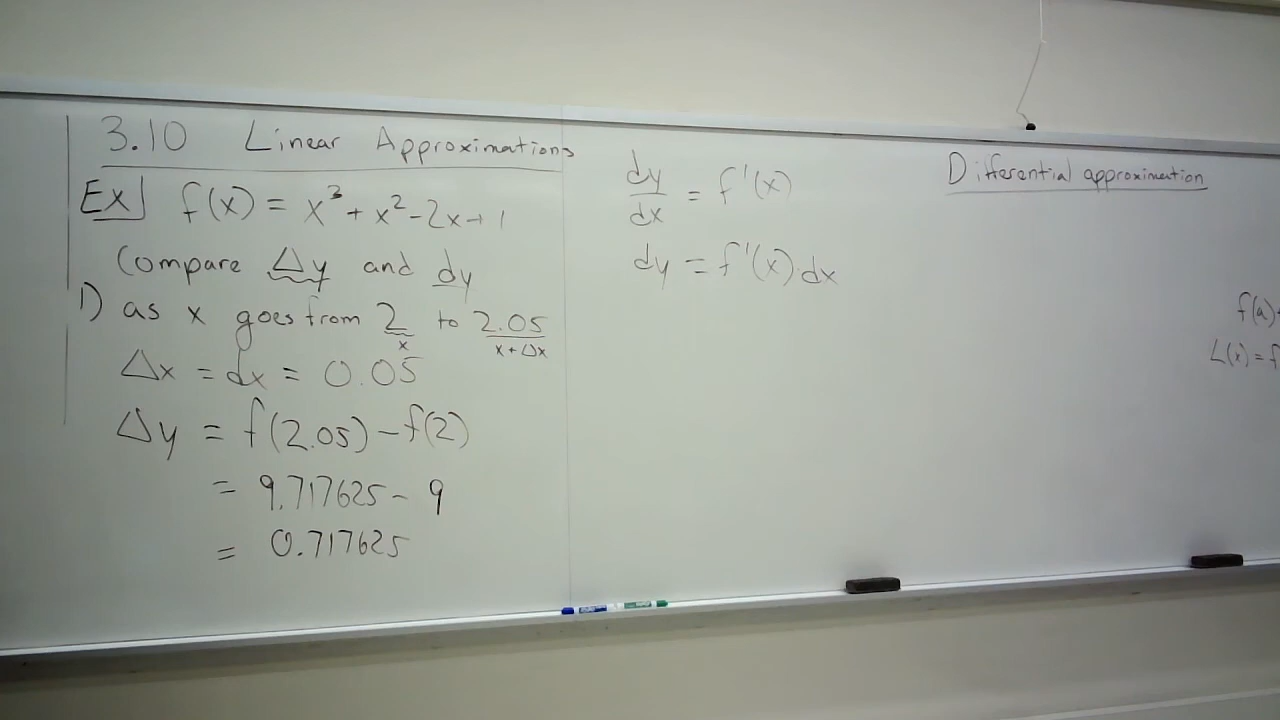 3.10 Linear Approximations
Ex] f(x) = x³ + x² - 2x + 1
Compare Δy and dy
1) as x goes from 2 to 2.05
x x + Δx
Δx = dx = 0.05
Δy = f(2.05) - f(2)
= 9.717625 - 9
= 0.717625
dy/dx = f'(x)
dy = f'(x) dx
Differential approximation
f(a)
L(x) = f